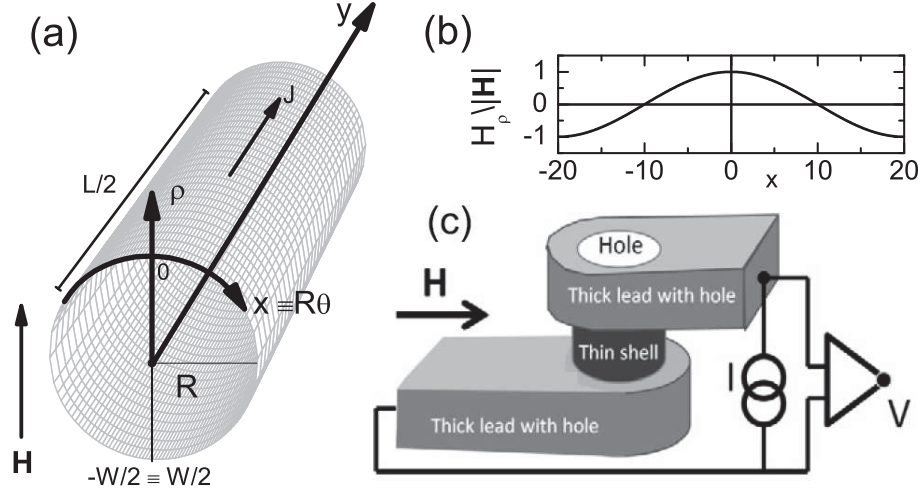 (a)
y
J
L/2
ρ
0
x ≡Rθ
R
H
-W/2 ≡ W/2
(b)
H_ρ\|H|
1
0
-1
-20 -10 0 10 20
x
(c)
Hole
H
Thick lead with hole
Thin shell
Thick lead with hole
I
V